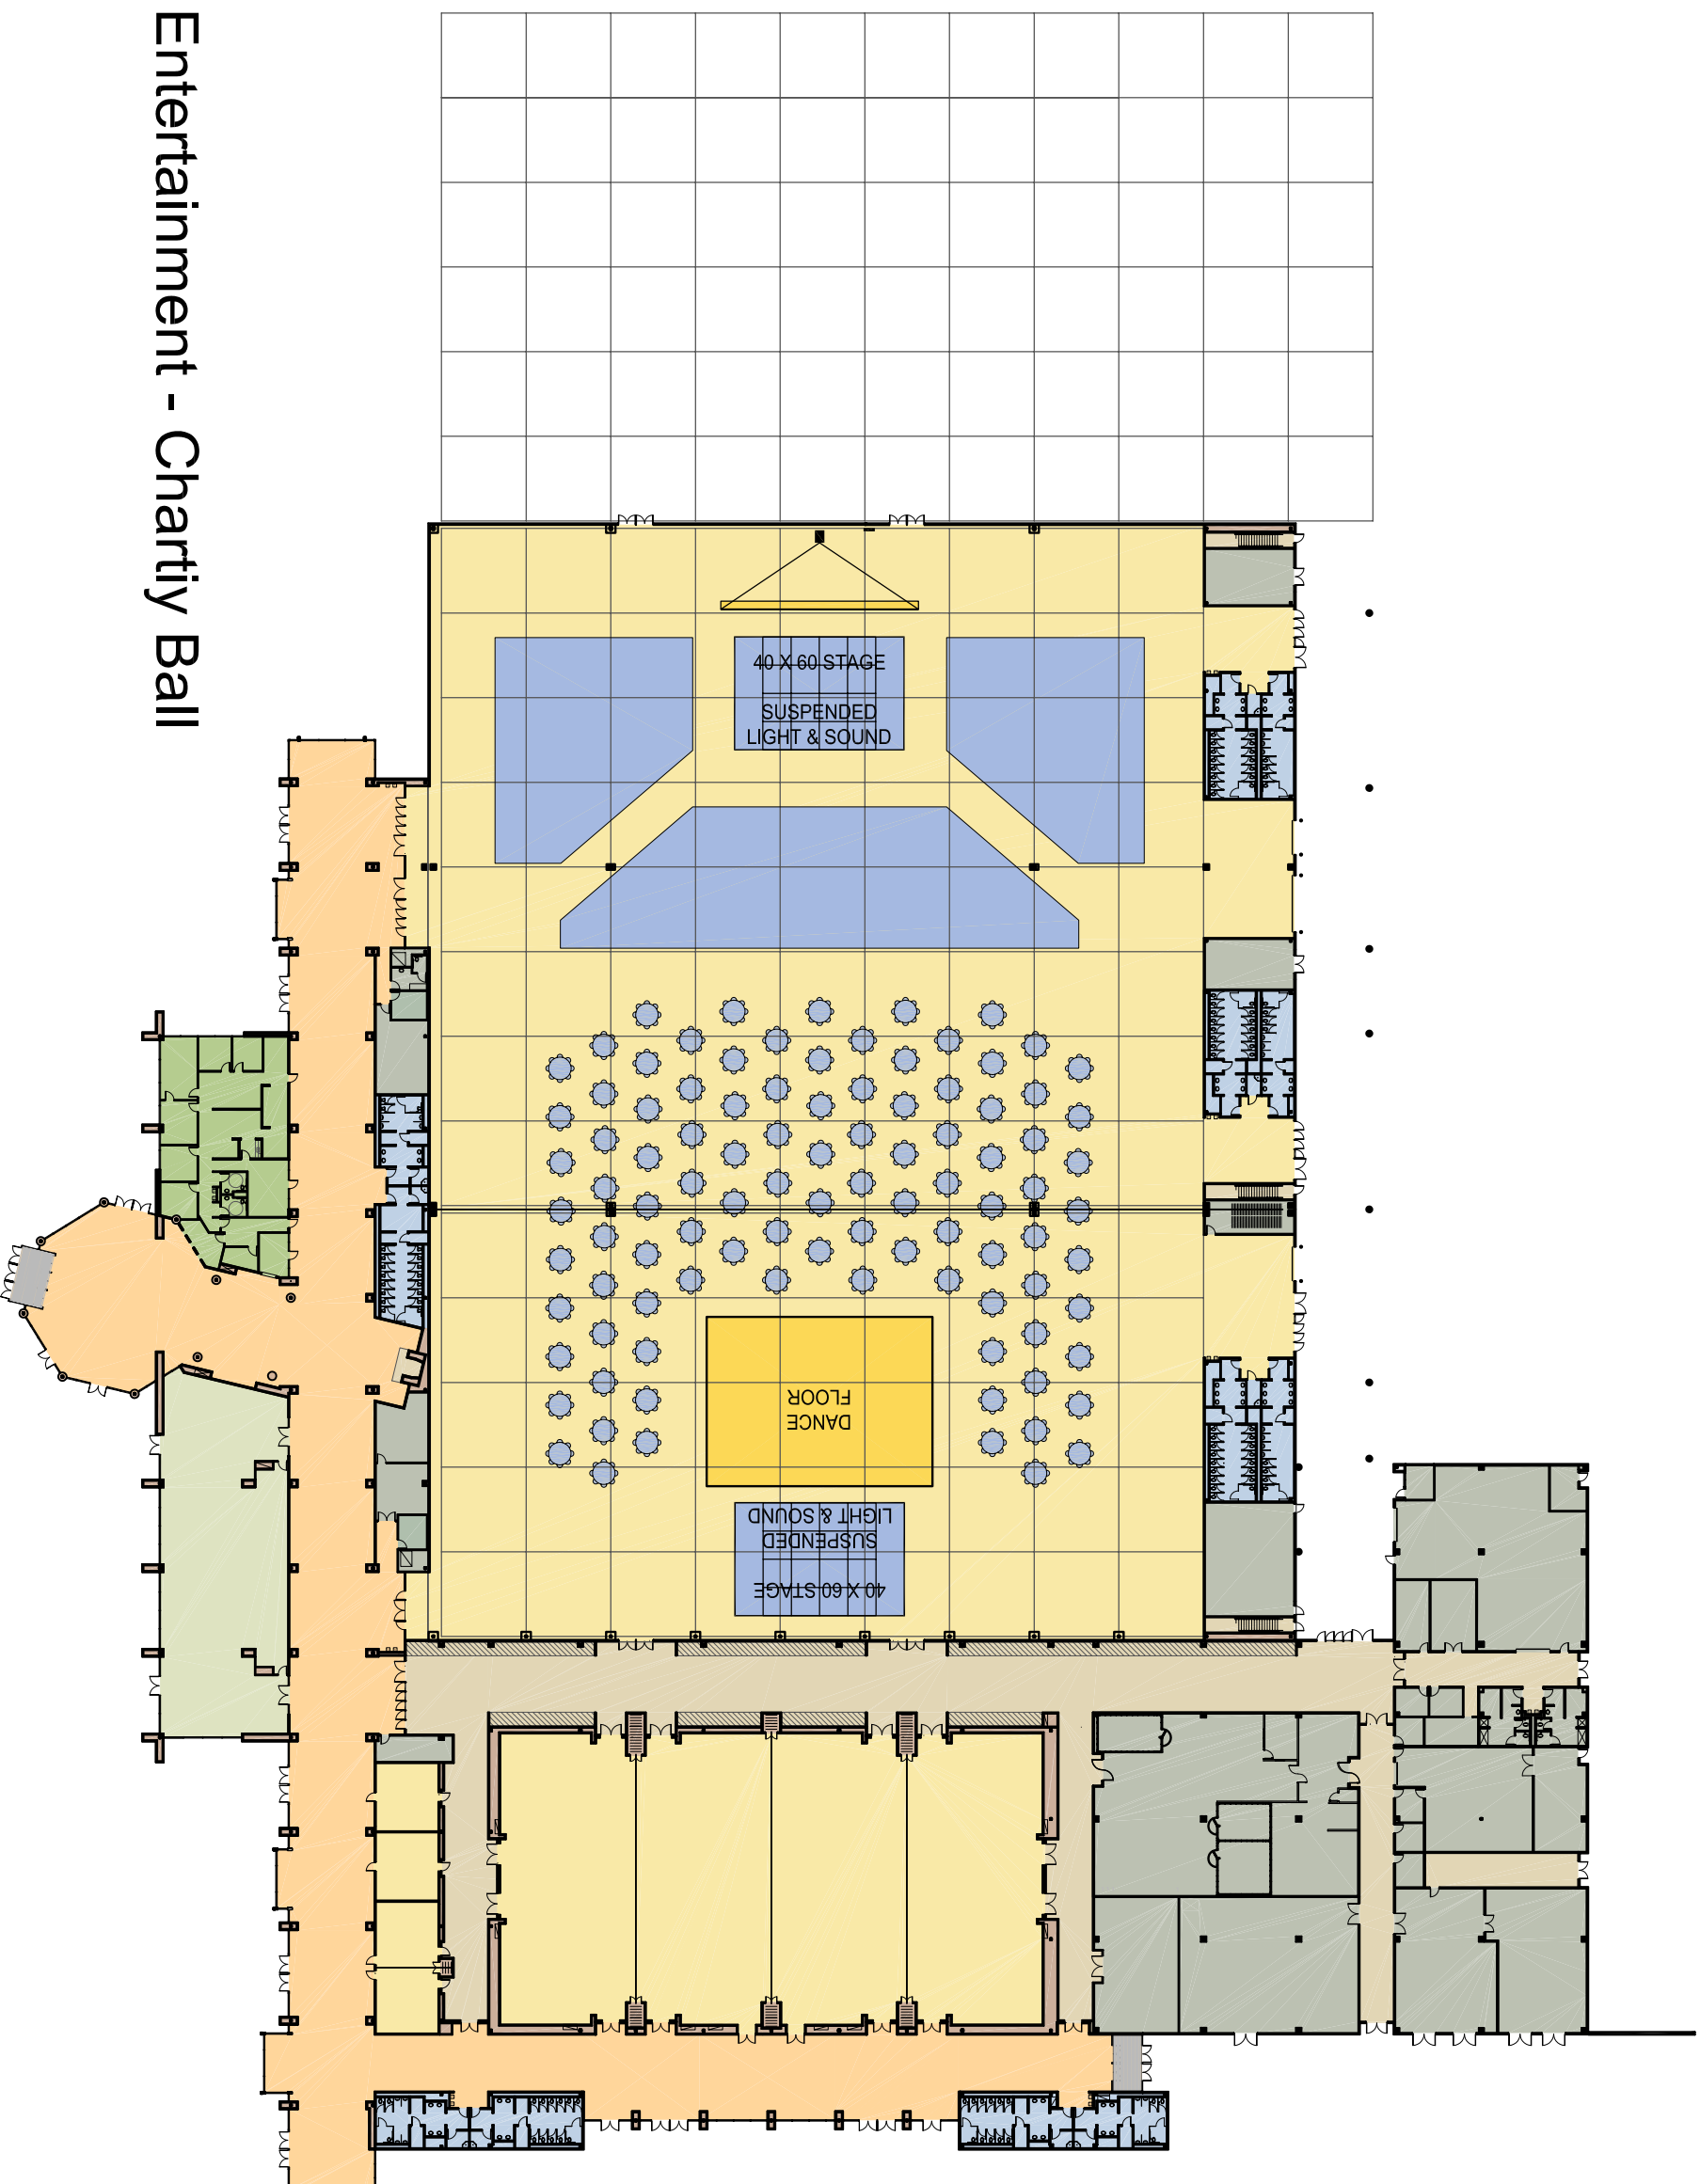 Entertainment - Chartiy Ball
40 X 60 STAGE
SUSPENDED
LIGHT & SOUND
DANCE
FLOOR
40 X 60 STAGE
SUSPENDED
LIGHT & SOUND